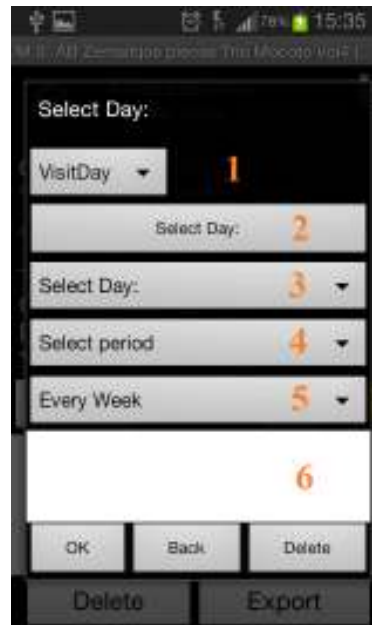 78% 15:35
Select Day:
VisitDay 1
Select Day: 2
Select Day: 3
Select period 4
Every Week 5
6
OK Back Delete
Delete Export